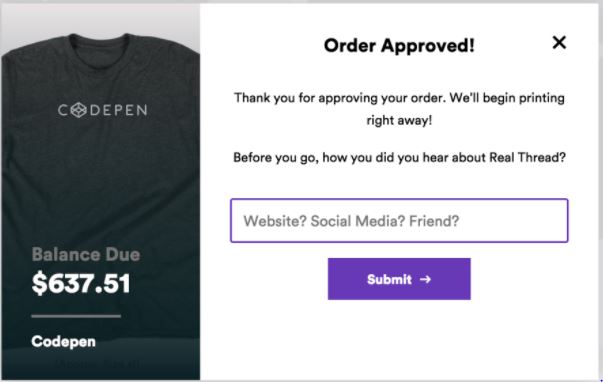 CODEPEN
Balance Due
$637.51
Codepen
Order Approved!
Thank you for approving your order. We'll begin printing
right away!
Before you go, how you did you hear about Real Thread?
Website? Social Media? Friend?
Submit →